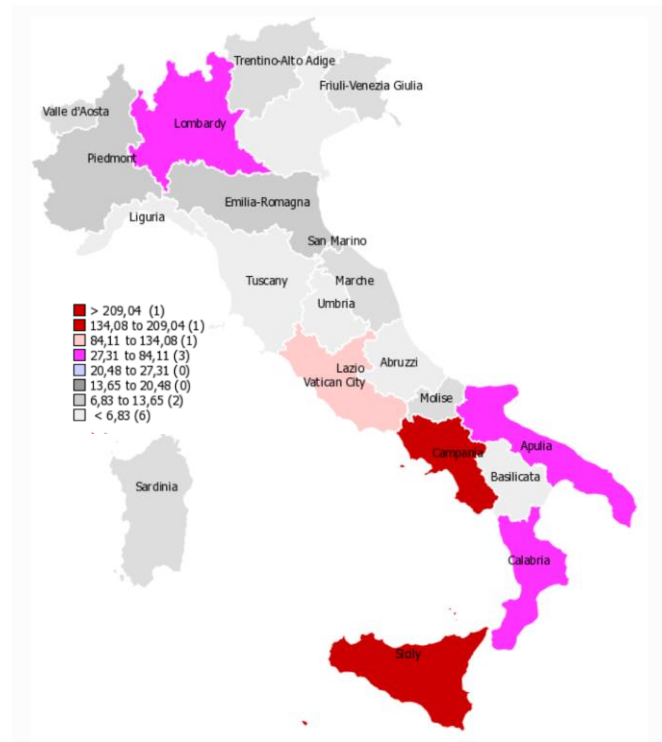 Trentino-Alto Adige
Friuli-Venezia Giulia
Valle d'Aosta
Lombardy
Piedmont
Emilia-Romagna
Liguria
San Marino
Tuscany
Marche
Umbria
> 209,04 (1)
134,08 to 209,04 (1)
84,11 to 134,08 (1)
27,31 to 84,11 (3)
20,48 to 27,31 (0)
13,65 to 20,48 (0)
6,83 to 13,65 (2)
< 6,83 (6)
Abruzzi
Lazio
Vatican City
Molise
Campania
Apulia
Basilicata
Sardinia
Calabria
Sicily